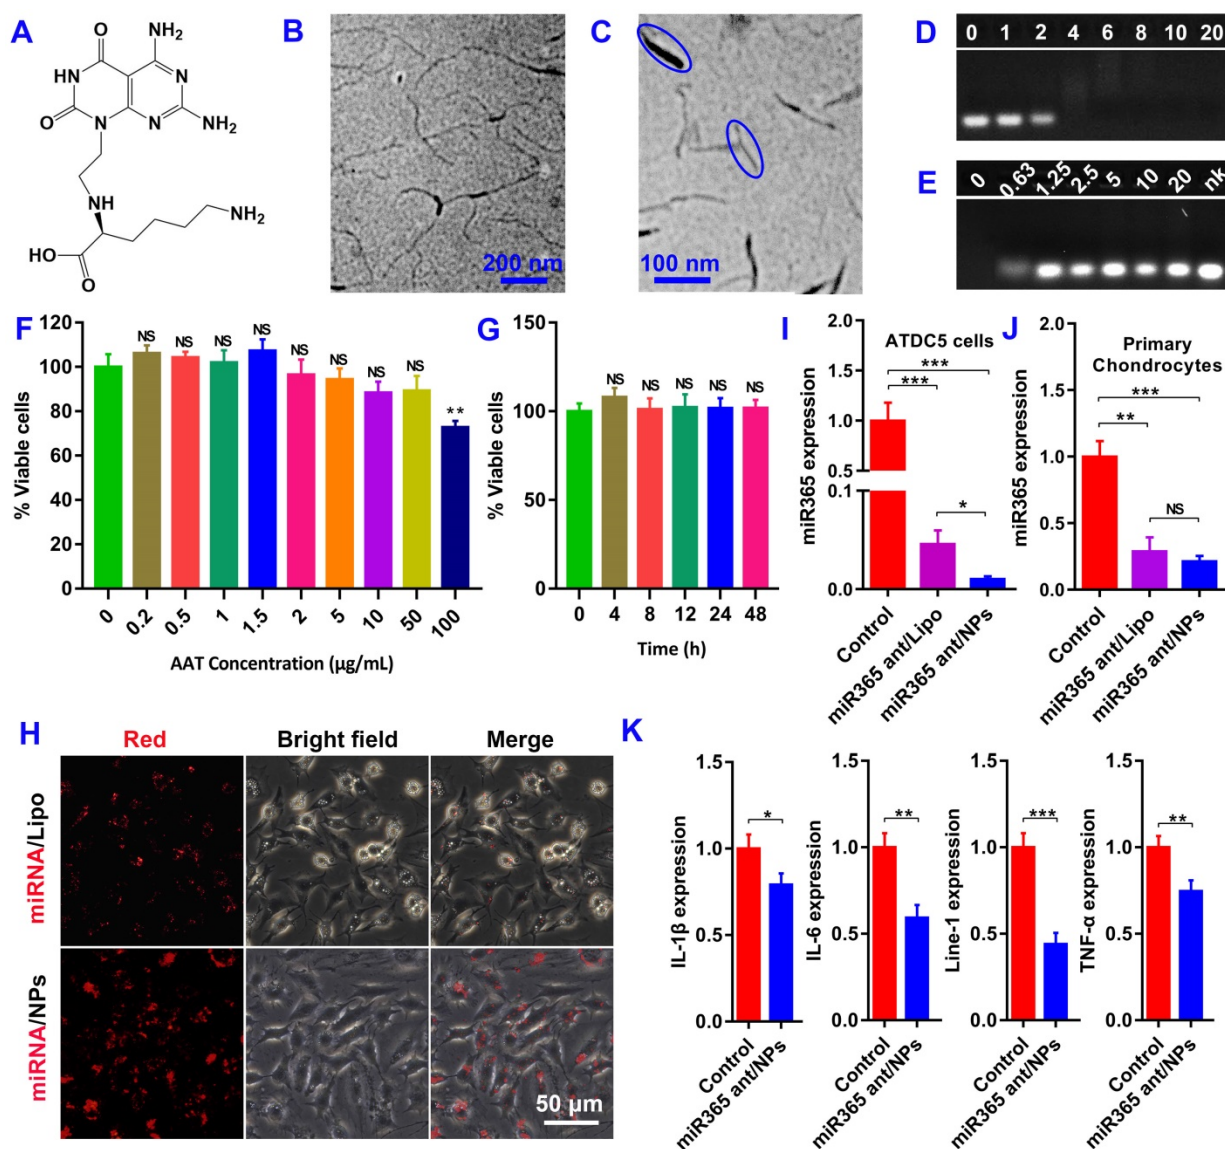 A
NH2
O
N
HN
NH2
O
N
N
NH
NH2
HO
O
B
200 nm
C
100 nm
D
0 1 2 4 6 8 10 20
E
0 0.63 1.25 2.5 5 10 20 nk
F
% Viable cells
120
100
80
60
40
20
0
NS NS NS NS NS NS NS NS **
0 0.2 0.5 1 1.5 2 5 10 50 100
AAT Concentration (μg/mL)
G
% Viable cells
150
100
50
0
NS NS NS NS NS
0 4 8 12 24 48
Time (h)
I
ATDC5 cells
miR365 expression
2.0
1.5
1.0
0.5
0.1
0.0
***
***
*
Control
miR365 ant/Lipo
miR365 ant/NPs
J
Primary
Chondrocytes
miR365 expression
2.0
1.5
1.0
0.5
0.0
***
**
NS
Control
miR365 ant/Lipo
miR365 ant/NPs
H
Red Bright field Merge
miRNA/Lipo
miRNA/NPs
50 μm
K
IL-1β expression
1.5
1.0
0.5
0.0
*
Control
miR365 ant/NPs
IL-6 expression
1.5
1.0
0.5
0.0
**
Control
miR365 ant/NPs
Line-1 expression
1.5
1.0
0.5
0.0
***
Control
miR365 ant/NPs
TNF-α expression
1.5
1.0
0.5
0.0
**
Control
miR365 ant/NPs